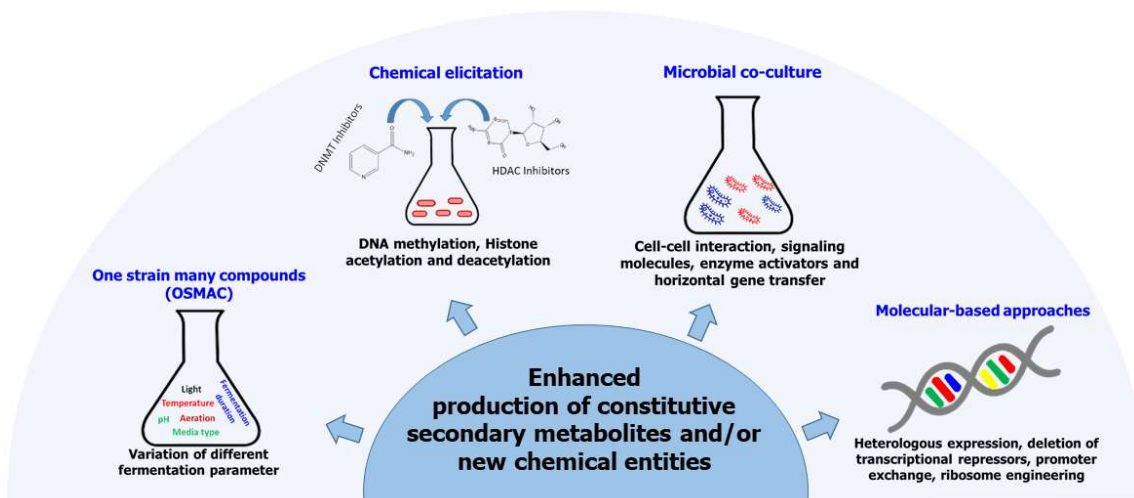 Chemical elicitation
DNMT Inhibitors
NH₂
HDAC Inhibitors
DNA methylation, Histone
acetylation and deacetylation
Microbial co-culture
Cell-cell interaction, signaling
molecules, enzyme activators and
horizontal gene transfer
One strain many compounds
(OSMAC)
Light
Temperature
pH
Aeration
Media type
Fermentation
duration
Variation of different
fermentation parameter
Molecular-based approaches
Heterologous expression, deletion of
transcriptional repressors, promoter
exchange, ribosome engineering
Enhanced
production of constitutive
secondary metabolites and/or
new chemical entities